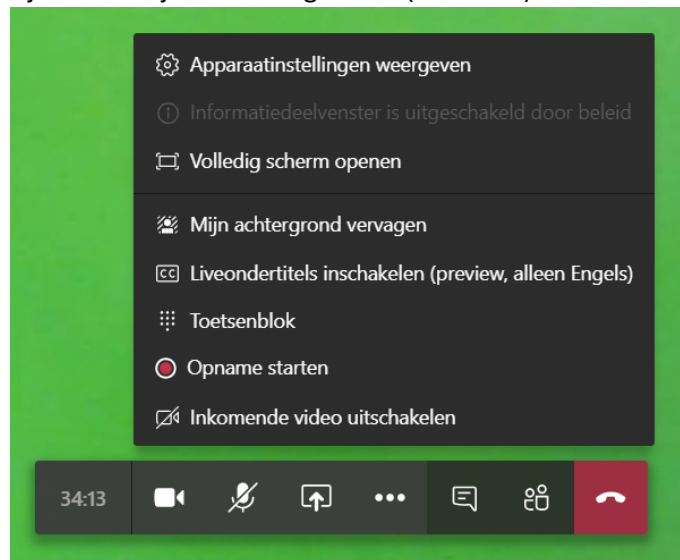 Apparaatinstellingen weergeven
Informatiedeelvenster is uitgeschakeld door beleid
Volledig scherm openen
Mijn achtergrond vervagen
CC Liveondertitels inschakelen (preview, alleen Engels)
Toetsenblok
Opname starten
Inkomende video uitschakelen
34:13